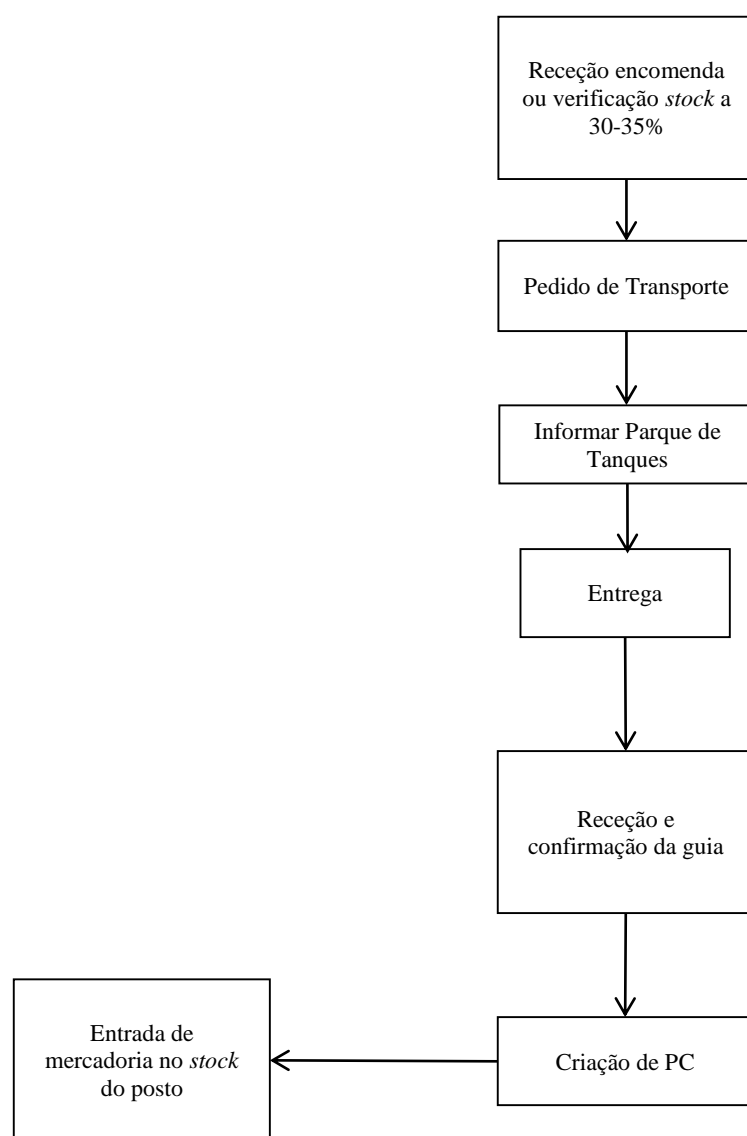 Receção encomenda
ou verificação stock a
30-35%
Pedido de Transporte
Informar Parque de
Tanques
Entrega
Receção e
confirmação da guia
Criação de PC
Entrada de
mercadoria no stock
do posto